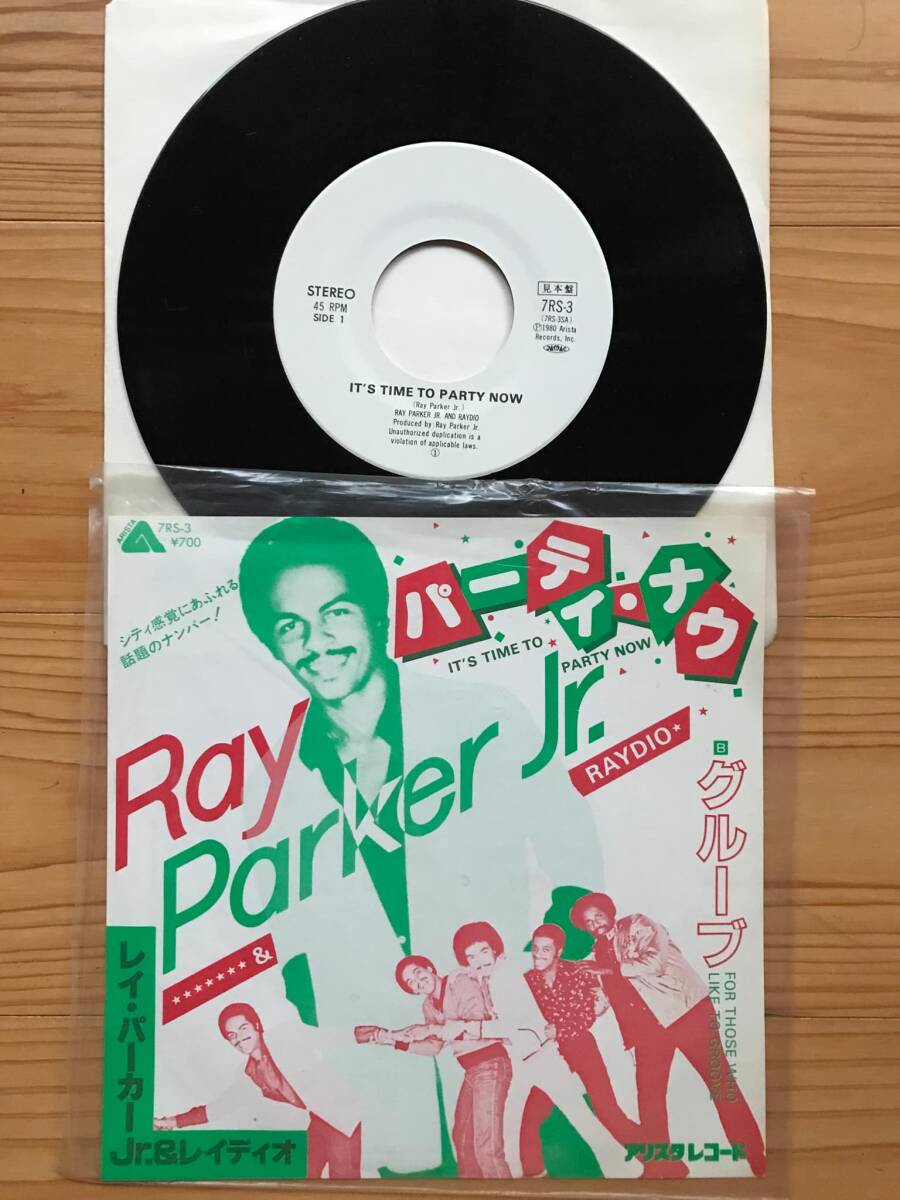 STEREO
45 RPM
SIDE 1
見本盤
7RS-3
(7RS-3SA)
Ⓟ1980 Arista
Records, Inc.
IT'S TIME TO PARTY NOW
(Ray Parker Jr.)
RAY PARKER JR. AND RAYDIO
Produced by Ray Parker Jr.
Unauthorized duplication is a
violation of applicable laws.
①
ARISTA
7RS-3
¥700
シティ感覚にあふれる
話題のナンバー!
パーティ・ナウ
IT'S TIME TO PARTY NOW
Ray
Parker Jr.
&
RAYDIO★
B
グルーブ
FOR THOSE WHO
LIKE TO GROOVE
レイ・パーカー
Jr.&レイディオ
アリスタレコード